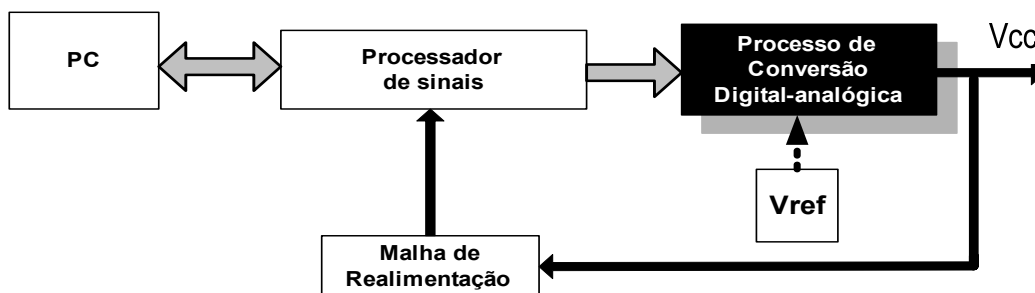 PC
Processador
de sinais
Processo de
Conversão
Digital-analógica
Vcc
Vref
Malha de
Realimentação